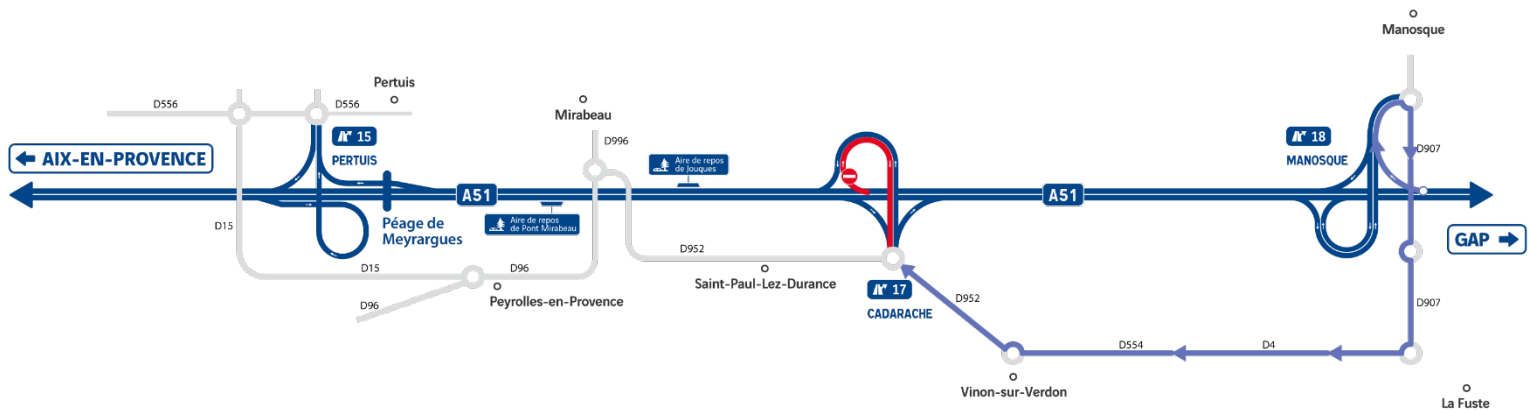 Manosque
Pertuis
D556
D556
Mirabeau
15
PERTUIS
D996
18
MANOSQUE
D907
AIX-EN-PROVENCE
Aire de repos
de Jouques
A51
A51
Péage de
Meyrargues
Aire de repos
de Pont Mirabeau
D15
GAP
D952
D15
D96
Saint-Paul-Lez-Durance
17
CADARACHE
D952
Peyrolles-en-Provence
D96
D907
D554
D4
Vinon-sur-Verdon
La Fuste